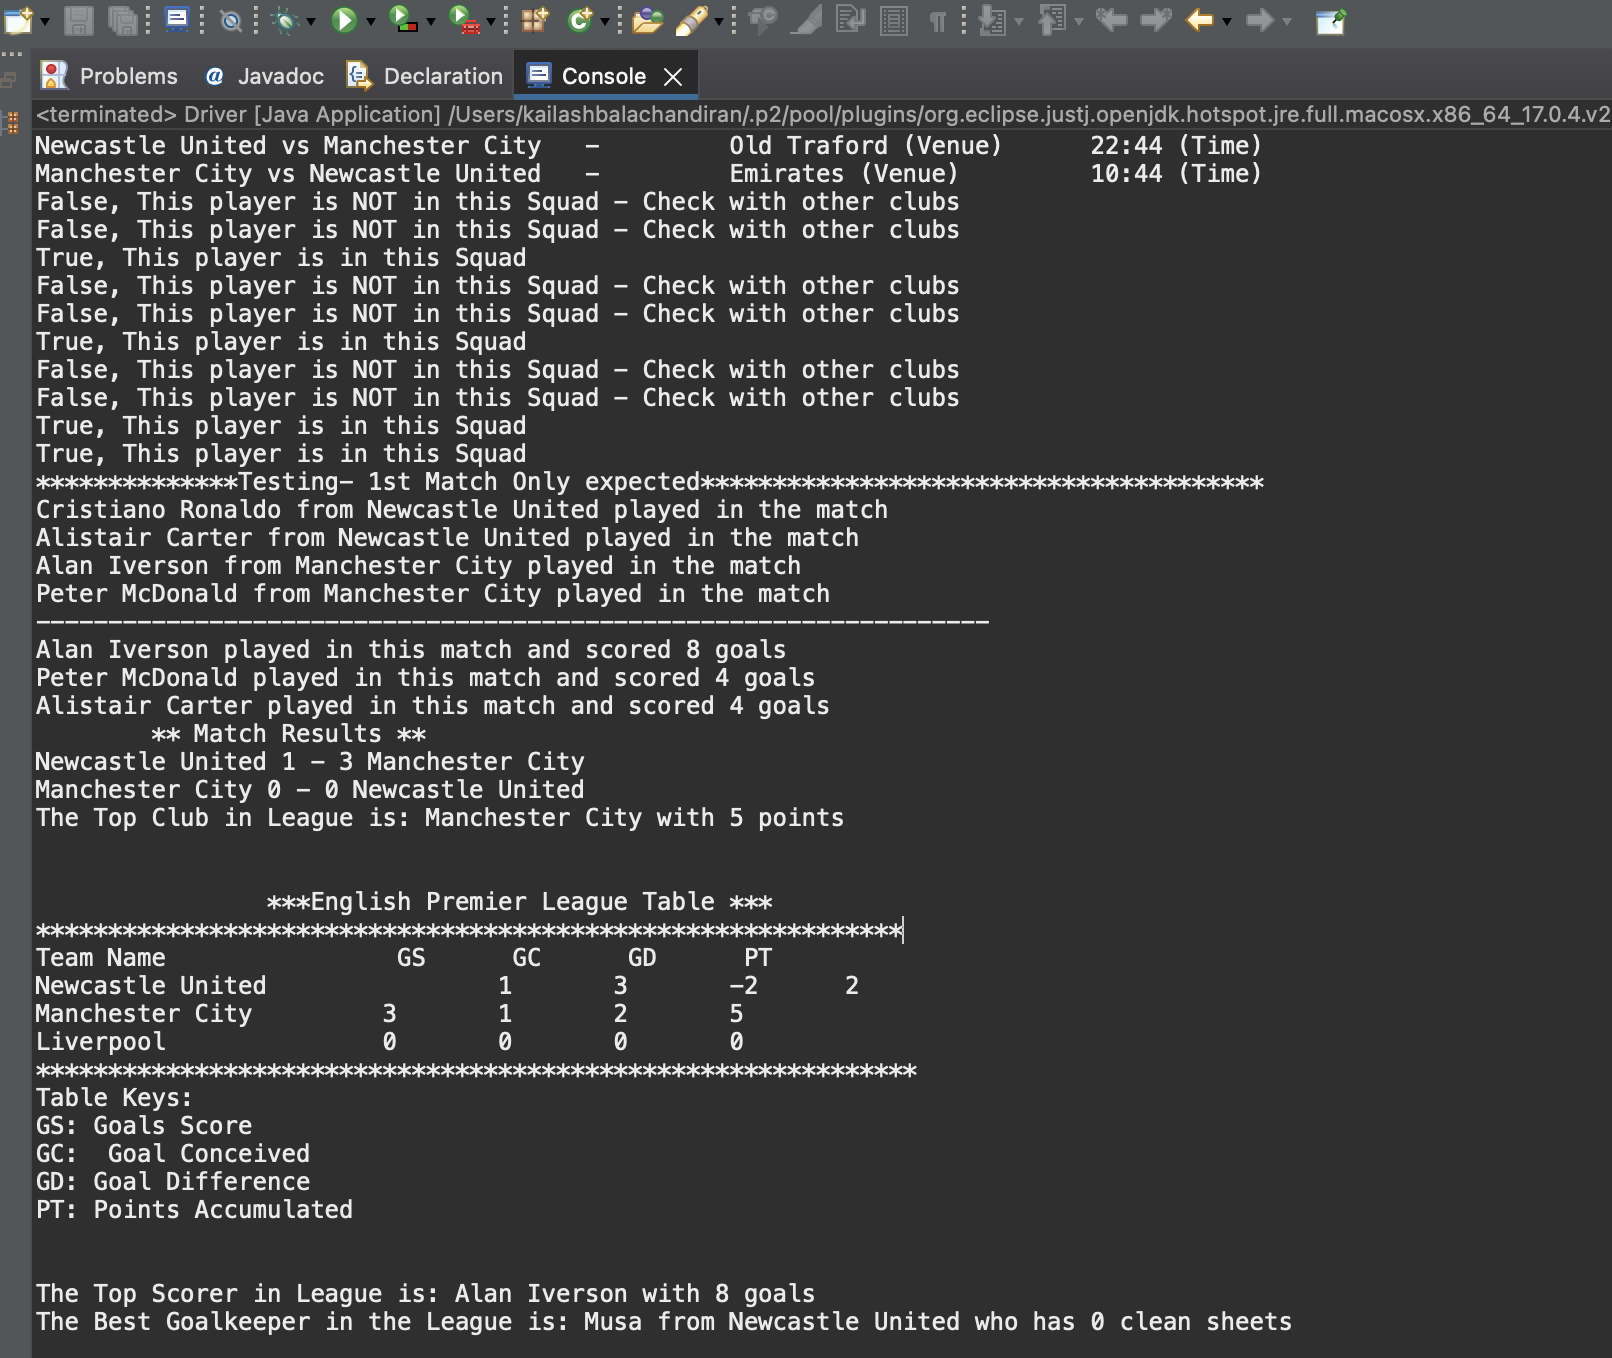 Problems @ Javadoc Declaration Console
<terminated> Driver [Java Application] /Users/kailashbalachandiran/.p2/pool/plugins/org.eclipse.justj.openjdk.hotspot.jre.full.macosx.x86_64_17.0.4.v2
Newcastle United vs Manchester City   –         Old Traford (Venue)      22:44 (Time)
Manchester City vs Newcastle United   –         Emirates (Venue)         10:44 (Time)
False, This player is NOT in this Squad – Check with other clubs
False, This player is NOT in this Squad – Check with other clubs
True, This player is in this Squad
False, This player is NOT in this Squad – Check with other clubs
False, This player is NOT in this Squad – Check with other clubs
True, This player is in this Squad
False, This player is NOT in this Squad – Check with other clubs
False, This player is NOT in this Squad – Check with other clubs
True, This player is in this Squad
True, This player is in this Squad
**************Testing– 1st Match Only expected***************************************
Cristiano Ronaldo from Newcastle United played in the match
Alistair Carter from Newcastle United played in the match
Alan Iverson from Manchester City played in the match
Peter McDonald from Manchester City played in the match
------------------------------------------------------------------
Alan Iverson played in this match and scored 8 goals
Peter McDonald played in this match and scored 4 goals
Alistair Carter played in this match and scored 4 goals
        ** Match Results **
Newcastle United 1 – 3 Manchester City
Manchester City 0 – 0 Newcastle United
The Top Club in League is: Manchester City with 5 points
                ***English Premier League Table ***
************************************************************
Team Name                GS      GC      GD      PT
Newcastle United                1       3       –2      2
Manchester City         3       1       2       5
Liverpool               0       0       0       0
*************************************************************
Table Keys:
GS: Goals Score
GC:  Goal Conceived
GD: Goal Difference
PT: Points Accumulated
The Top Scorer in League is: Alan Iverson with 8 goals
The Best Goalkeeper in the League is: Musa from Newcastle United who has 0 clean sheets